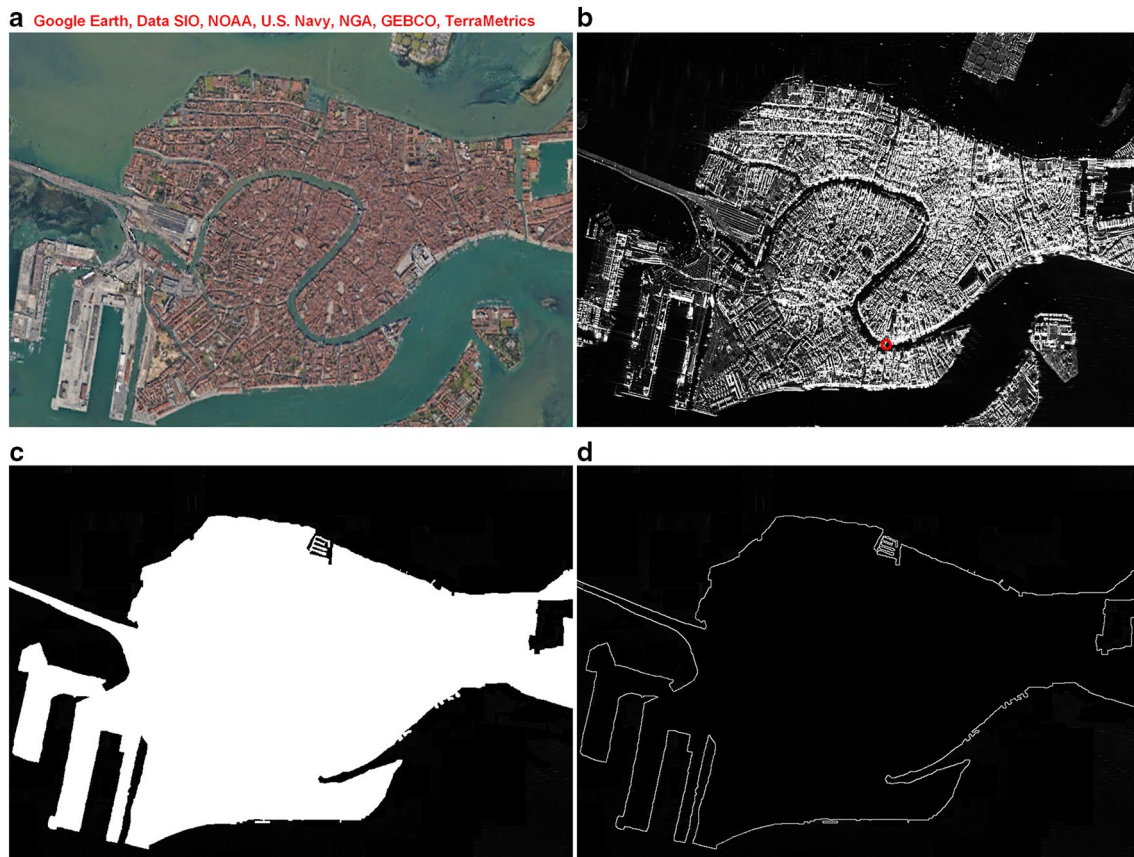 a Google Earth, Data SIO, NOAA, U.S. Navy, NGA, GEBCO, TerraMetrics
b
c
d